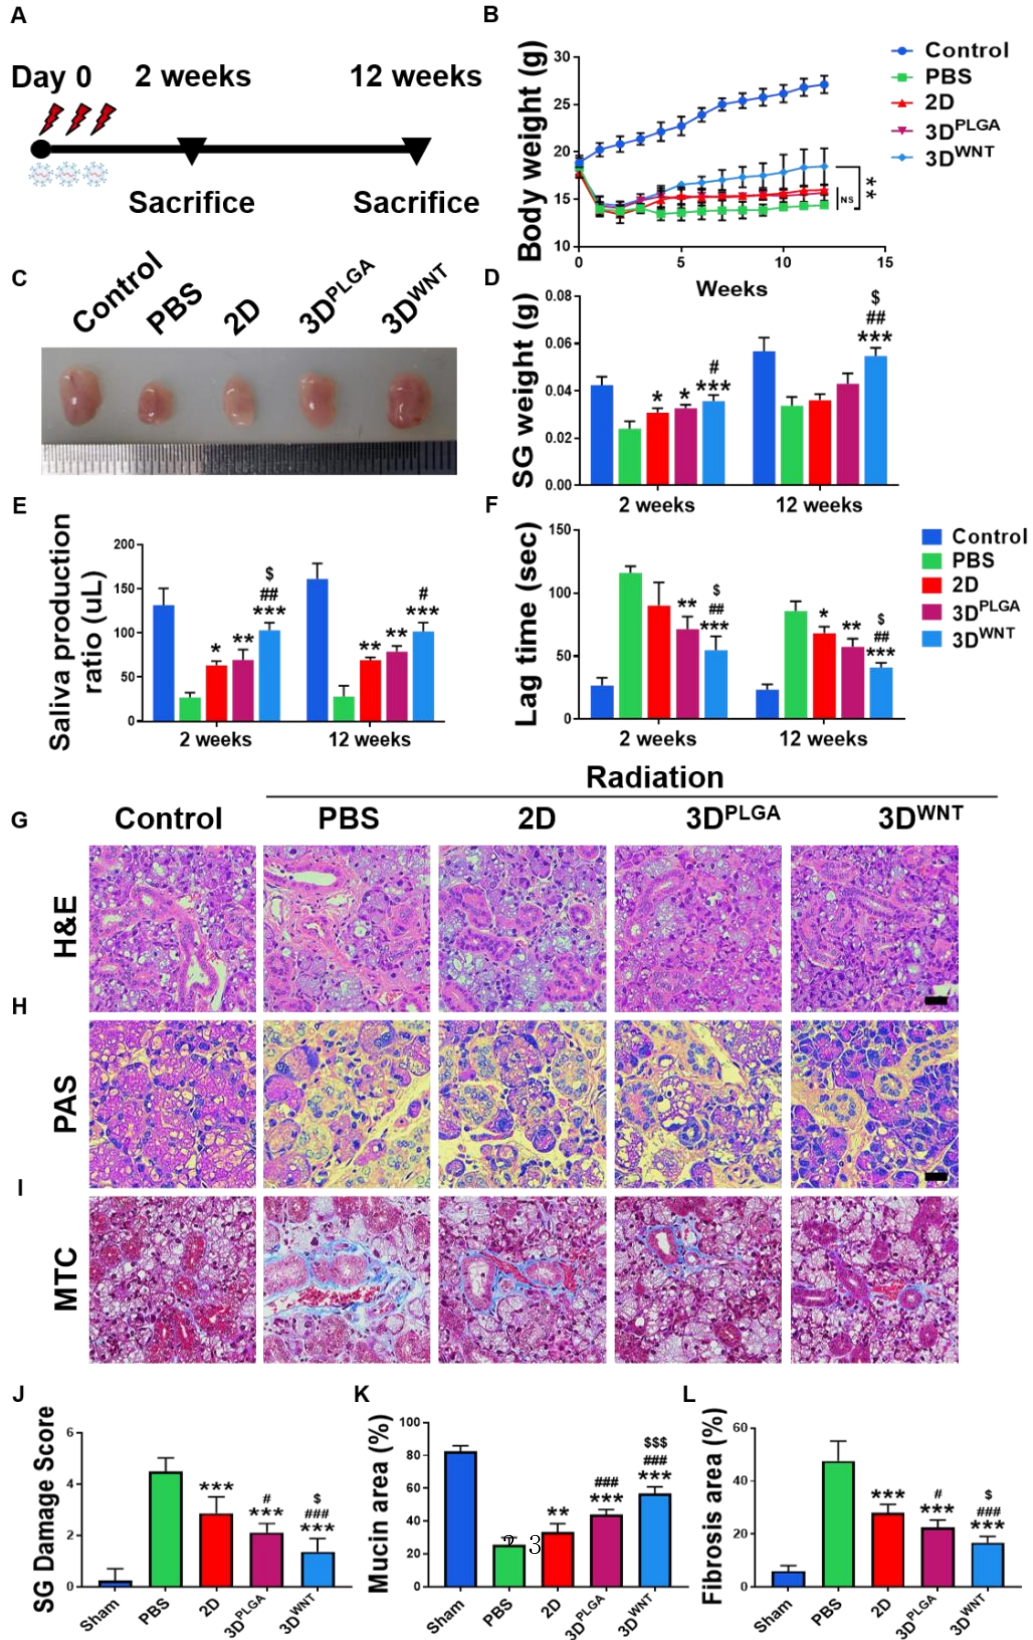 A
Day 0 2 weeks 12 weeks
Sacrifice Sacrifice
B
Body weight (g)
30
25
20
15
10
0 5 10 15
Weeks
Control
PBS
2D
3DPLGA
3DWNT
NS
**
C
Control PBS 2D 3DPLGA 3DWNT
D
SG weight (g)
0.08
0.06
0.04
0.02
0.00
* * # ***
$ ## ***
2 weeks 12 weeks
E
Saliva production
ratio (uL)
200
150
100
50
0
* ** $ ## ***
** ** # ***
2 weeks 12 weeks
F
Lag time (sec)
150
100
50
0
** $ ## ***
* ** $ ## ***
2 weeks 12 weeks
Control
PBS
2D
3DPLGA
3DWNT
Radiation
G
Control PBS 2D 3DPLGA 3DWNT
H&E
H
PAS
I
MTC
J
SG Damage Score
6
4
2
0
*** # *** $ ### ***
Sham PBS 2D 3DPLGA 3DWNT
K
Mucin area (%)
100
80
60
40
20
0
** ### *** $$$ ### ***
23
Sham PBS 2D 3DPLGA 3DWNT
L
Fibrosis area (%)
60
40
20
0
*** # *** $ ### ***
Sham PBS 2D 3DPLGA 3DWNT